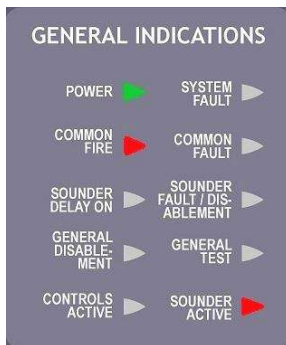 GENERAL INDICATIONS
POWER
SYSTEM
FAULT
COMMON
FIRE
COMMON
FAULT
SOUNDER
DELAY ON
SOUNDER
FAULT / DIS-
ABLEMENT
GENERAL
DISABLE-
MENT
GENERAL
TEST
CONTROLS
ACTIVE
SOUNDER
ACTIVE